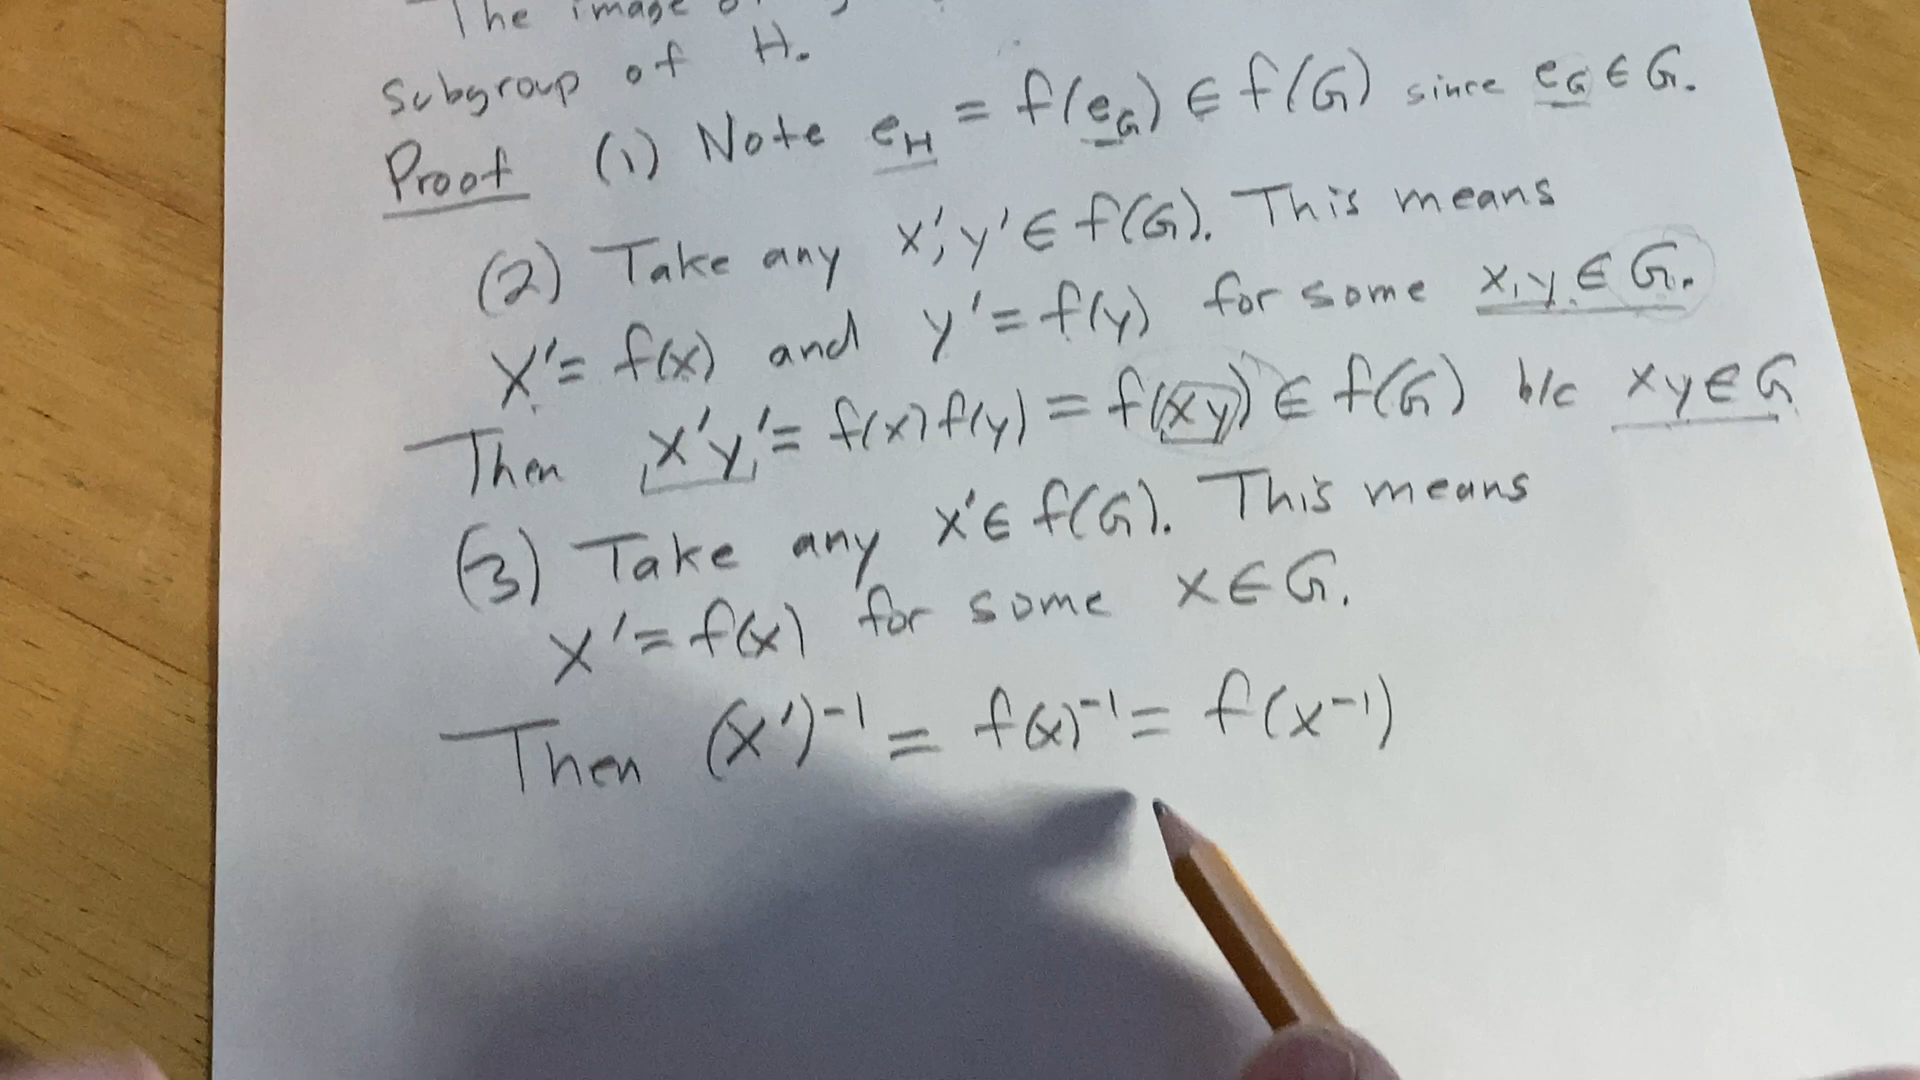 The image
subgroup of H.
Proof (1) Note e_H = f(e_G) ∈ f(G) since e_G ∈ G.
(2) Take any x', y' ∈ f(G). This means
x' = f(x) and y' = f(y) for some x, y ∈ G.
Then x'y' = f(x)f(y) = f(xy) ∈ f(G) b/c xy ∈ G
(3) Take any x' ∈ f(G). This means
x' = f(x) for some x ∈ G.
Then (x')⁻¹ = f(x)⁻¹ = f(x⁻¹)